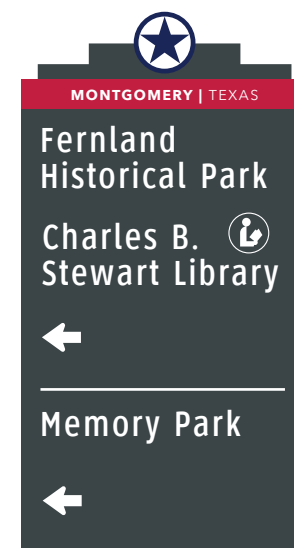 MONTGOMERY | TEXAS
Fernland
Historical Park
Charles B.
Stewart Library
Memory Park